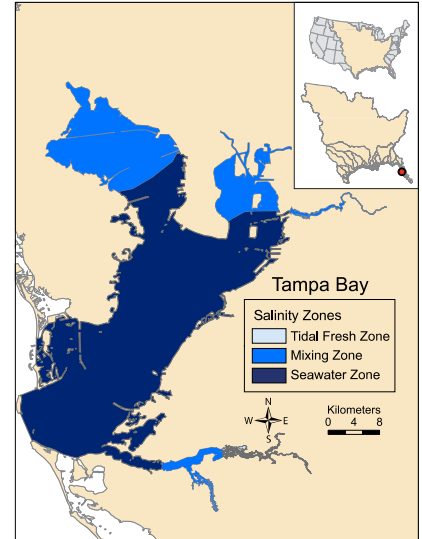 Tampa Bay
Salinity Zones
Tidal Fresh Zone
Mixing Zone
Seawater Zone
N
W E
S
Kilometers
0 4 8